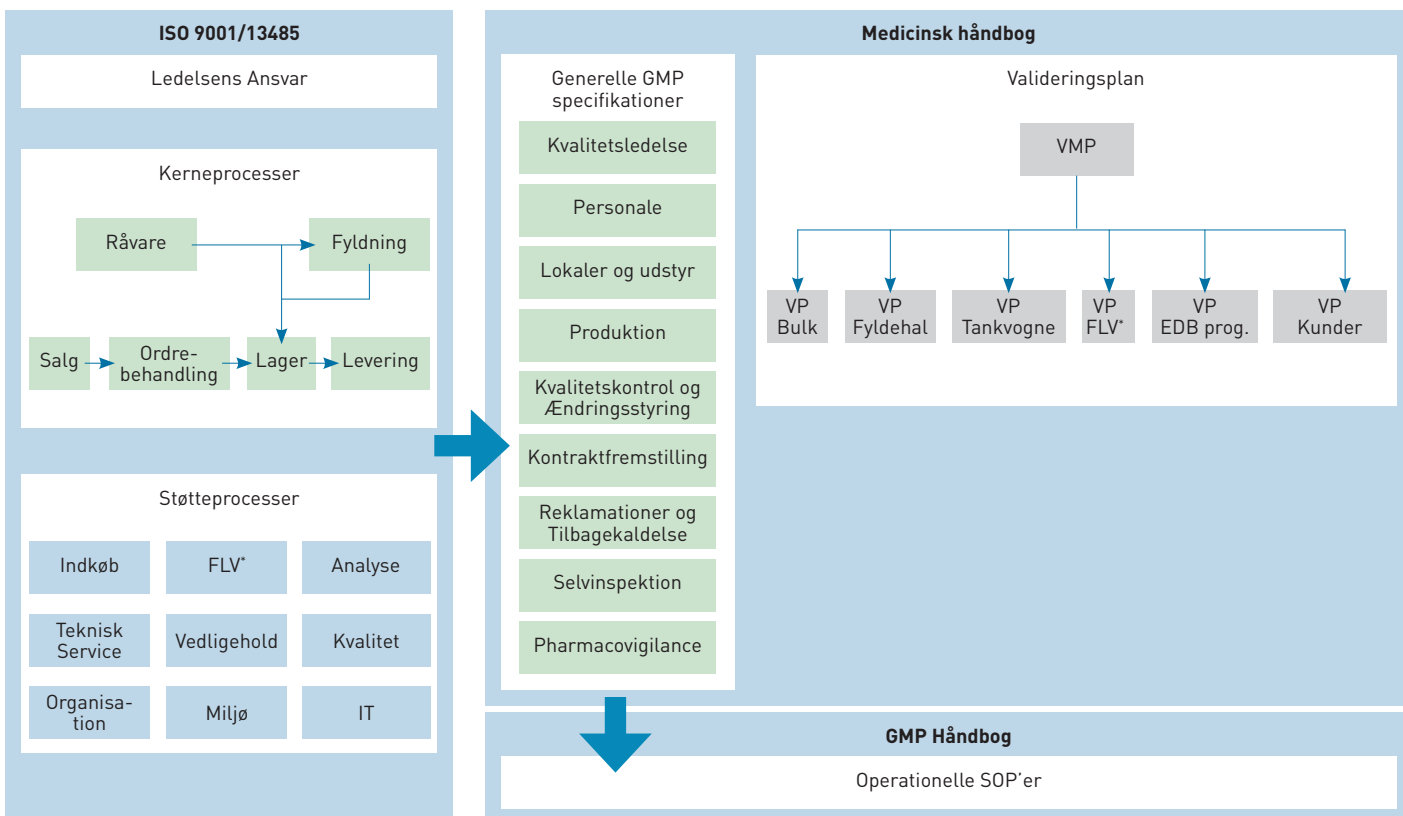 ISO 9001/13485
Ledelsens Ansvar
Kerneprocesser
Råvare
Fyldning
Salg
Ordre-
behandling
Lager
Levering
Støtteprocesser
Indkøb
FLV*
Analyse
Teknisk
Service
Vedligehold
Kvalitet
Organisa-
tion
Miljø
IT
Medicinsk håndbog
Generelle GMP
specifikationer
Kvalitetsledelse
Personale
Lokaler og udstyr
Produktion
Kvalitetskontrol og
Ændringsstyring
Kontraktfremstilling
Reklamationer og
Tilbagekaldelse
Selvinspektion
Pharmacovigilance
Valideringsplan
VMP
VP
Bulk
VP
Fyldehal
VP
Tankvogne
VP
FLV*
VP
EDB prog.
VP
Kunder
GMP Håndbog
Operationelle SOP’er